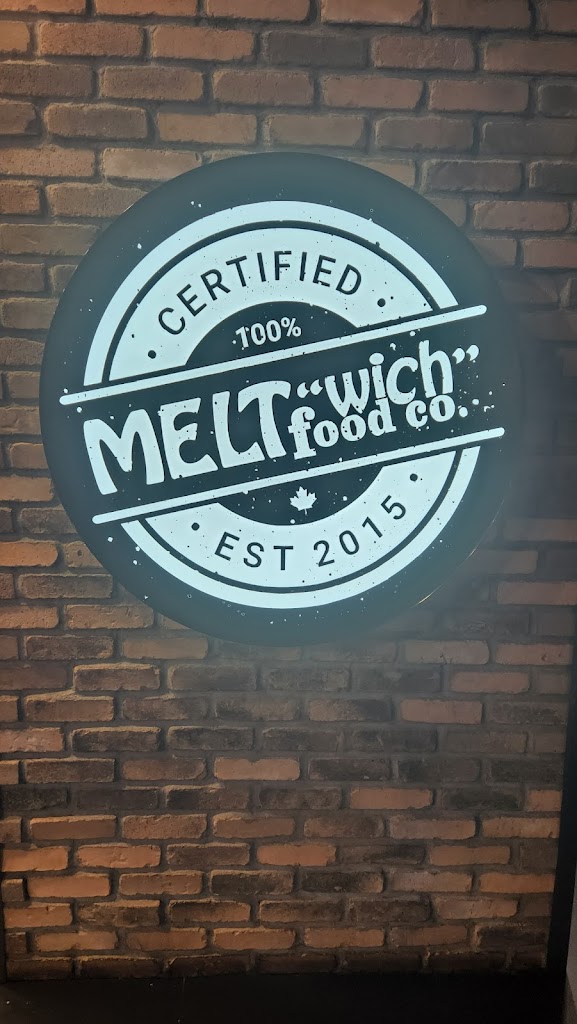 CERTIFIED
100%
MELT "wich"
food co.
EST 2015